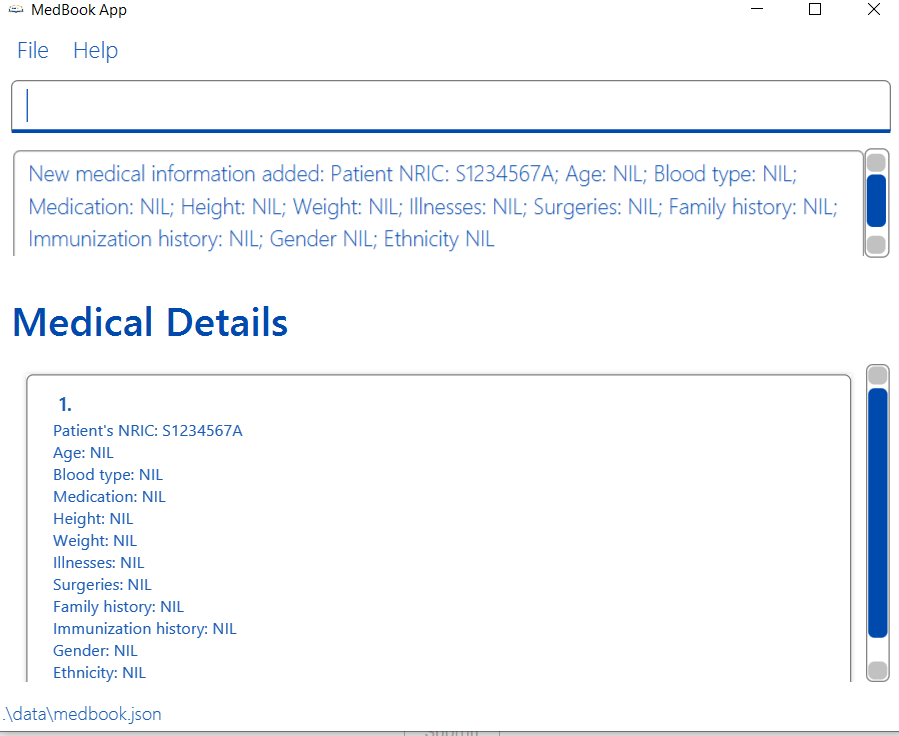 MedBook App
File Help
New medical information added: Patient NRIC: S1234567A; Age: NIL; Blood type: NIL;
Medication: NIL; Height: NIL; Weight: NIL; Illnesses: NIL; Surgeries: NIL; Family history: NIL;
Immunization history: NIL; Gender NIL; Ethnicity NIL
Medical Details
1.
Patient's NRIC: S1234567A
Age: NIL
Blood type: NIL
Medication: NIL
Height: NIL
Weight: NIL
Illnesses: NIL
Surgeries: NIL
Family history: NIL
Immunization history: NIL
Gender: NIL
Ethnicity: NIL
.\data\medbook.json